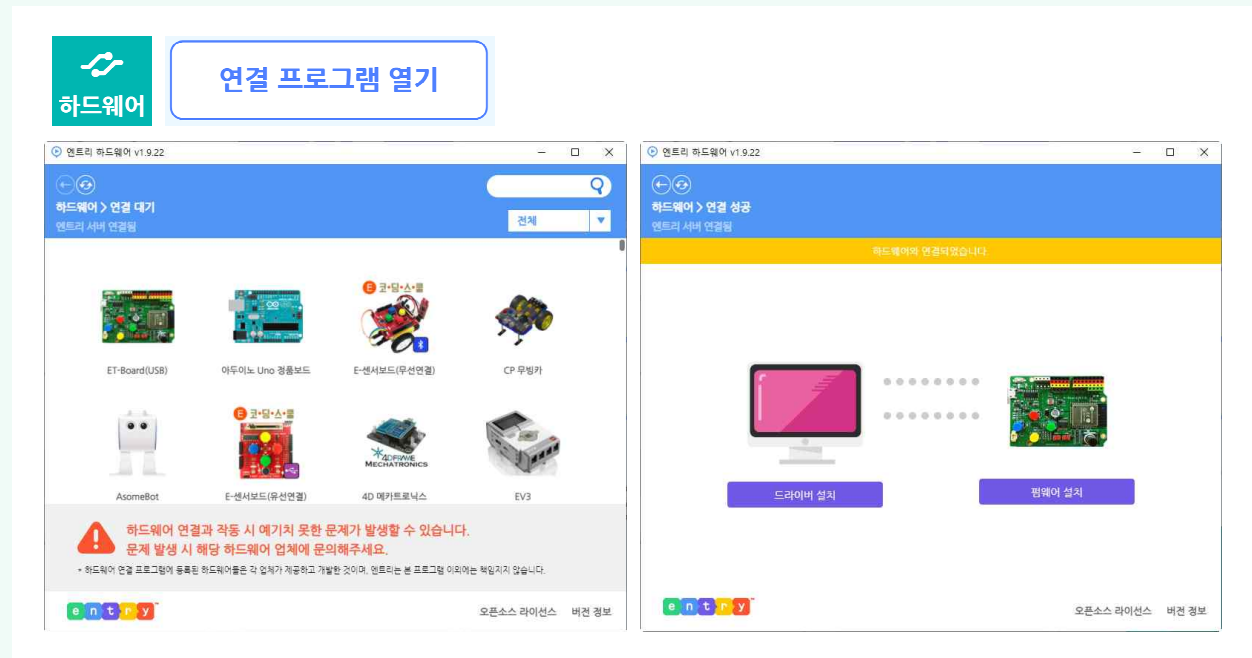 하드웨어
연결 프로그램 열기
엔트리 하드웨어 v1.9.22
하드웨어 > 연결 대기
엔트리 서버 연결됨
전체
E 코·딩·스·쿨
ET-Board(USB)
아두이노 Uno 정품보드
E-센서보드(무선연결)
CP 무빙카
E 코·딩·스·쿨
4DFRAME
MECHATRONICS
AsomeBot
E-센서보드(유선연결)
4D 메카트로닉스
EV3
하드웨어 연결과 작동 시 예기치 못한 문제가 발생할 수 있습니다.
문제 발생 시 해당 하드웨어 업체에 문의해주세요.
* 하드웨어 연결 프로그램에 등록된 하드웨어들은 각 업체가 제공하고 개발한 것이며, 엔트리는 본 프로그램 이외에는 책임지지 않습니다.
entry
오픈소스 라이선스 버전 정보
엔트리 하드웨어 v1.9.22
하드웨어 > 연결 성공
엔트리 서버 연결됨
하드웨어와 연결되었습니다.
드라이버 설치
펌웨어 설치
entry
오픈소스 라이선스 버전 정보